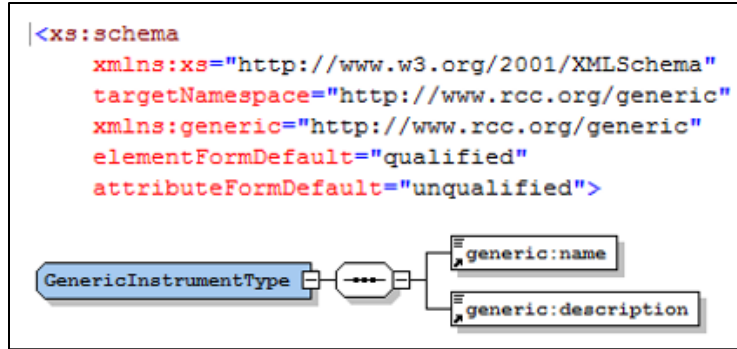 <xs:schema
xmlns:xs="http://www.w3.org/2001/XMLSchema"
targetNamespace="http://www.rcc.org/generic"
xmlns:generic="http://www.rcc.org/generic"
elementFormDefault="qualified"
attributeFormDefault="unqualified">
generic:name
GenericInstrumentType
generic:description